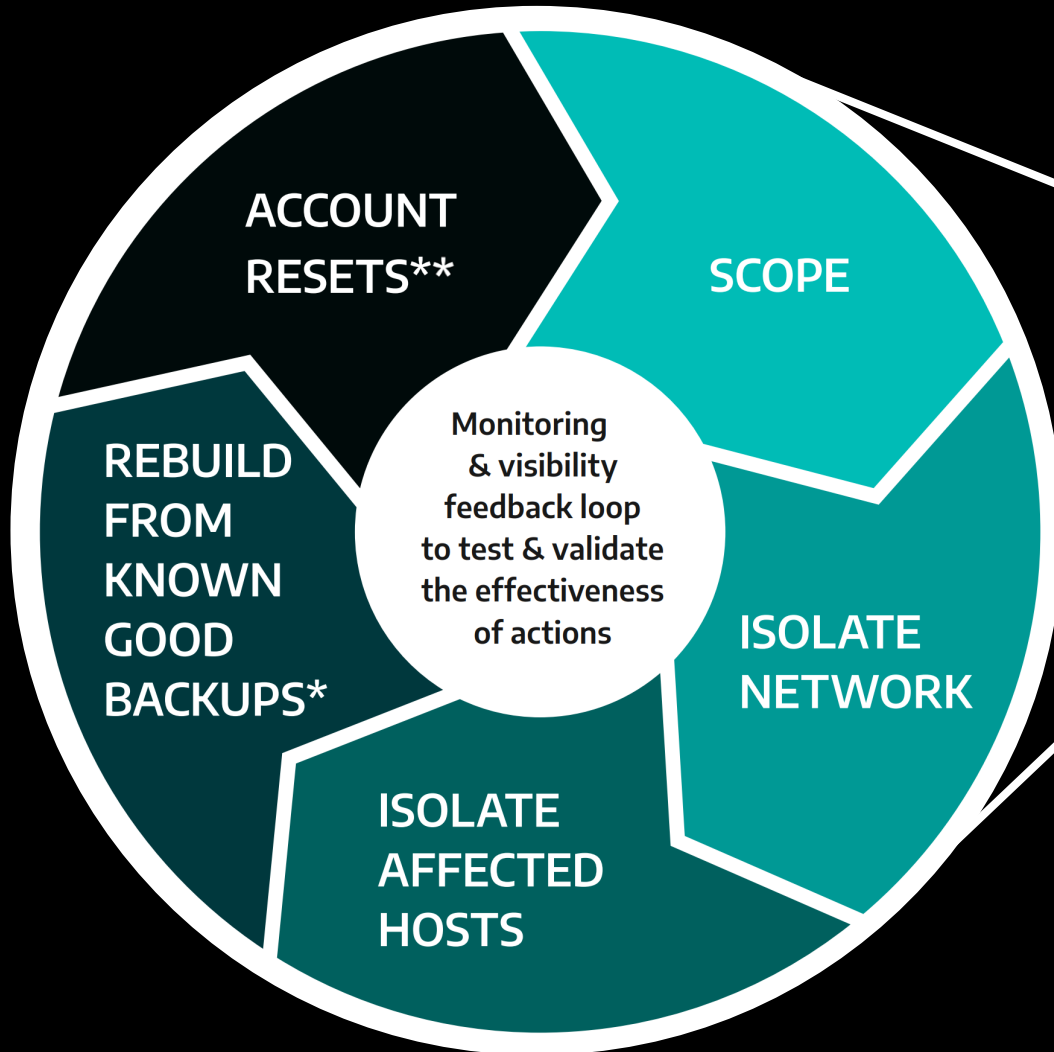 ACCOUNT
RESETS**
SCOPE
Monitoring
& visibility
feedback loop
to test & validate
the effectiveness
of actions
REBUILD
FROM
KNOWN
GOOD
BACKUPS*
ISOLATE
NETWORK
ISOLATE
AFFECTED
HOSTS